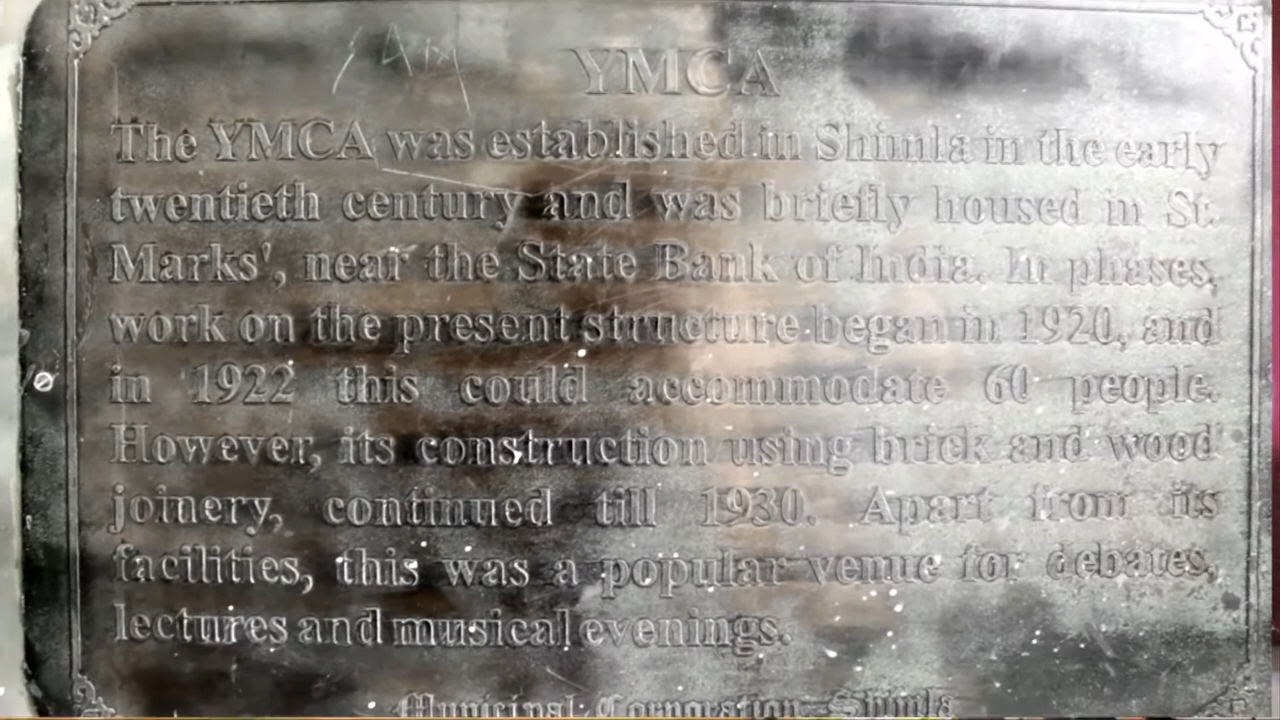 YMCA
The YMCA was established in Shimla in the early
twentieth century and was briefly housed in St.
Marks', near the State Bank of India. In phases,
work on the present structure began in 1920, and
in 1922 this could accommodate 60 people.
However, its construction using brick and wood
joinery, continued till 1930. Apart from its
facilities, this was a popular venue for debates,
lectures and musical evenings.
Municipal Corporation Shimla